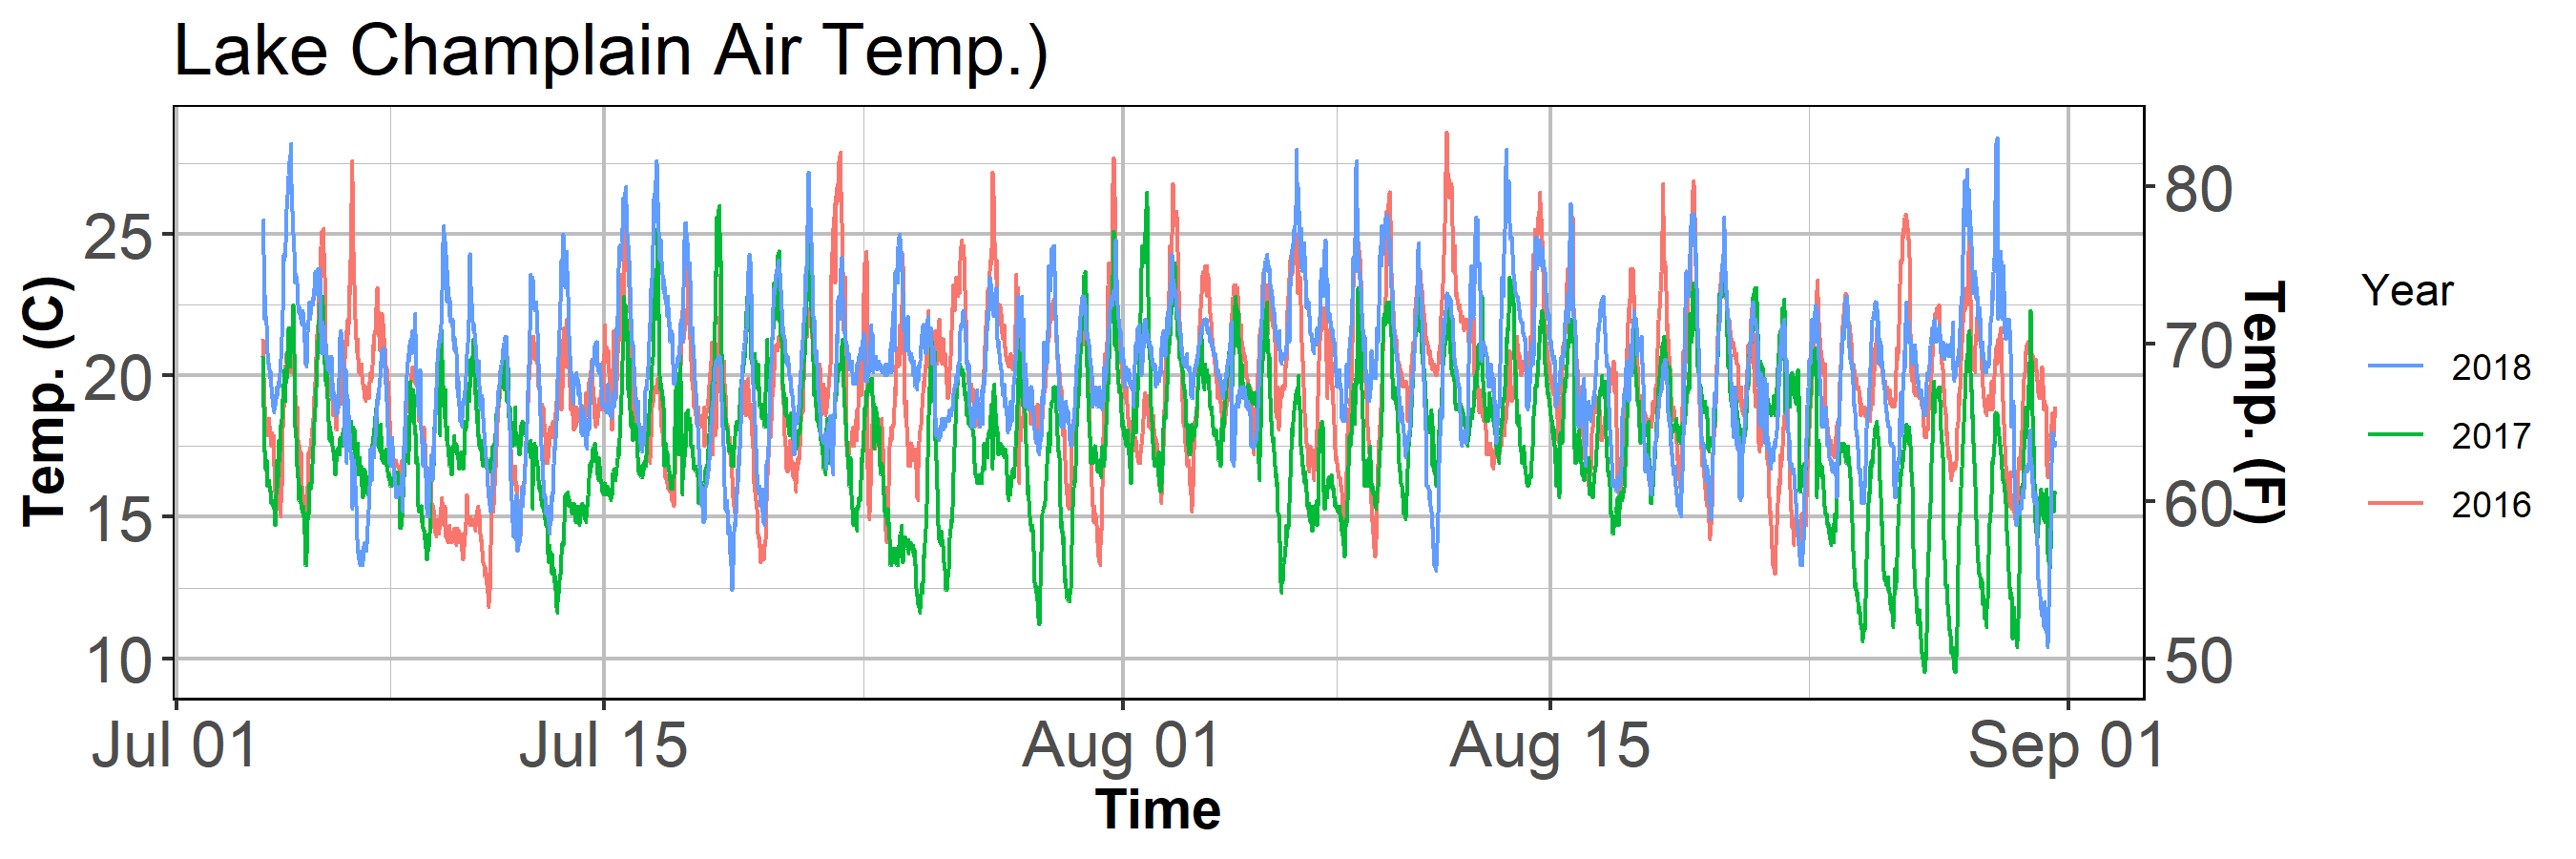 Lake Champlain Air Temp.)
Temp. (C)
25
20
15
10
80
70
60
50
Temp. (F)
Jul 01
Jul 15
Aug 01
Aug 15
Sep 01
Time
Year
2018
2017
2016